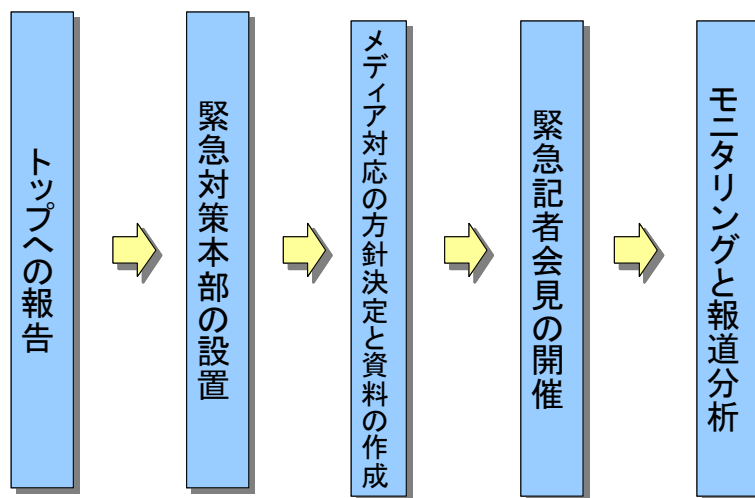 トップへの報告
緊急対策本部の設置
メディア対応の方針決定と資料の作成
緊急記者会見の開催
モニタリングと報道分析